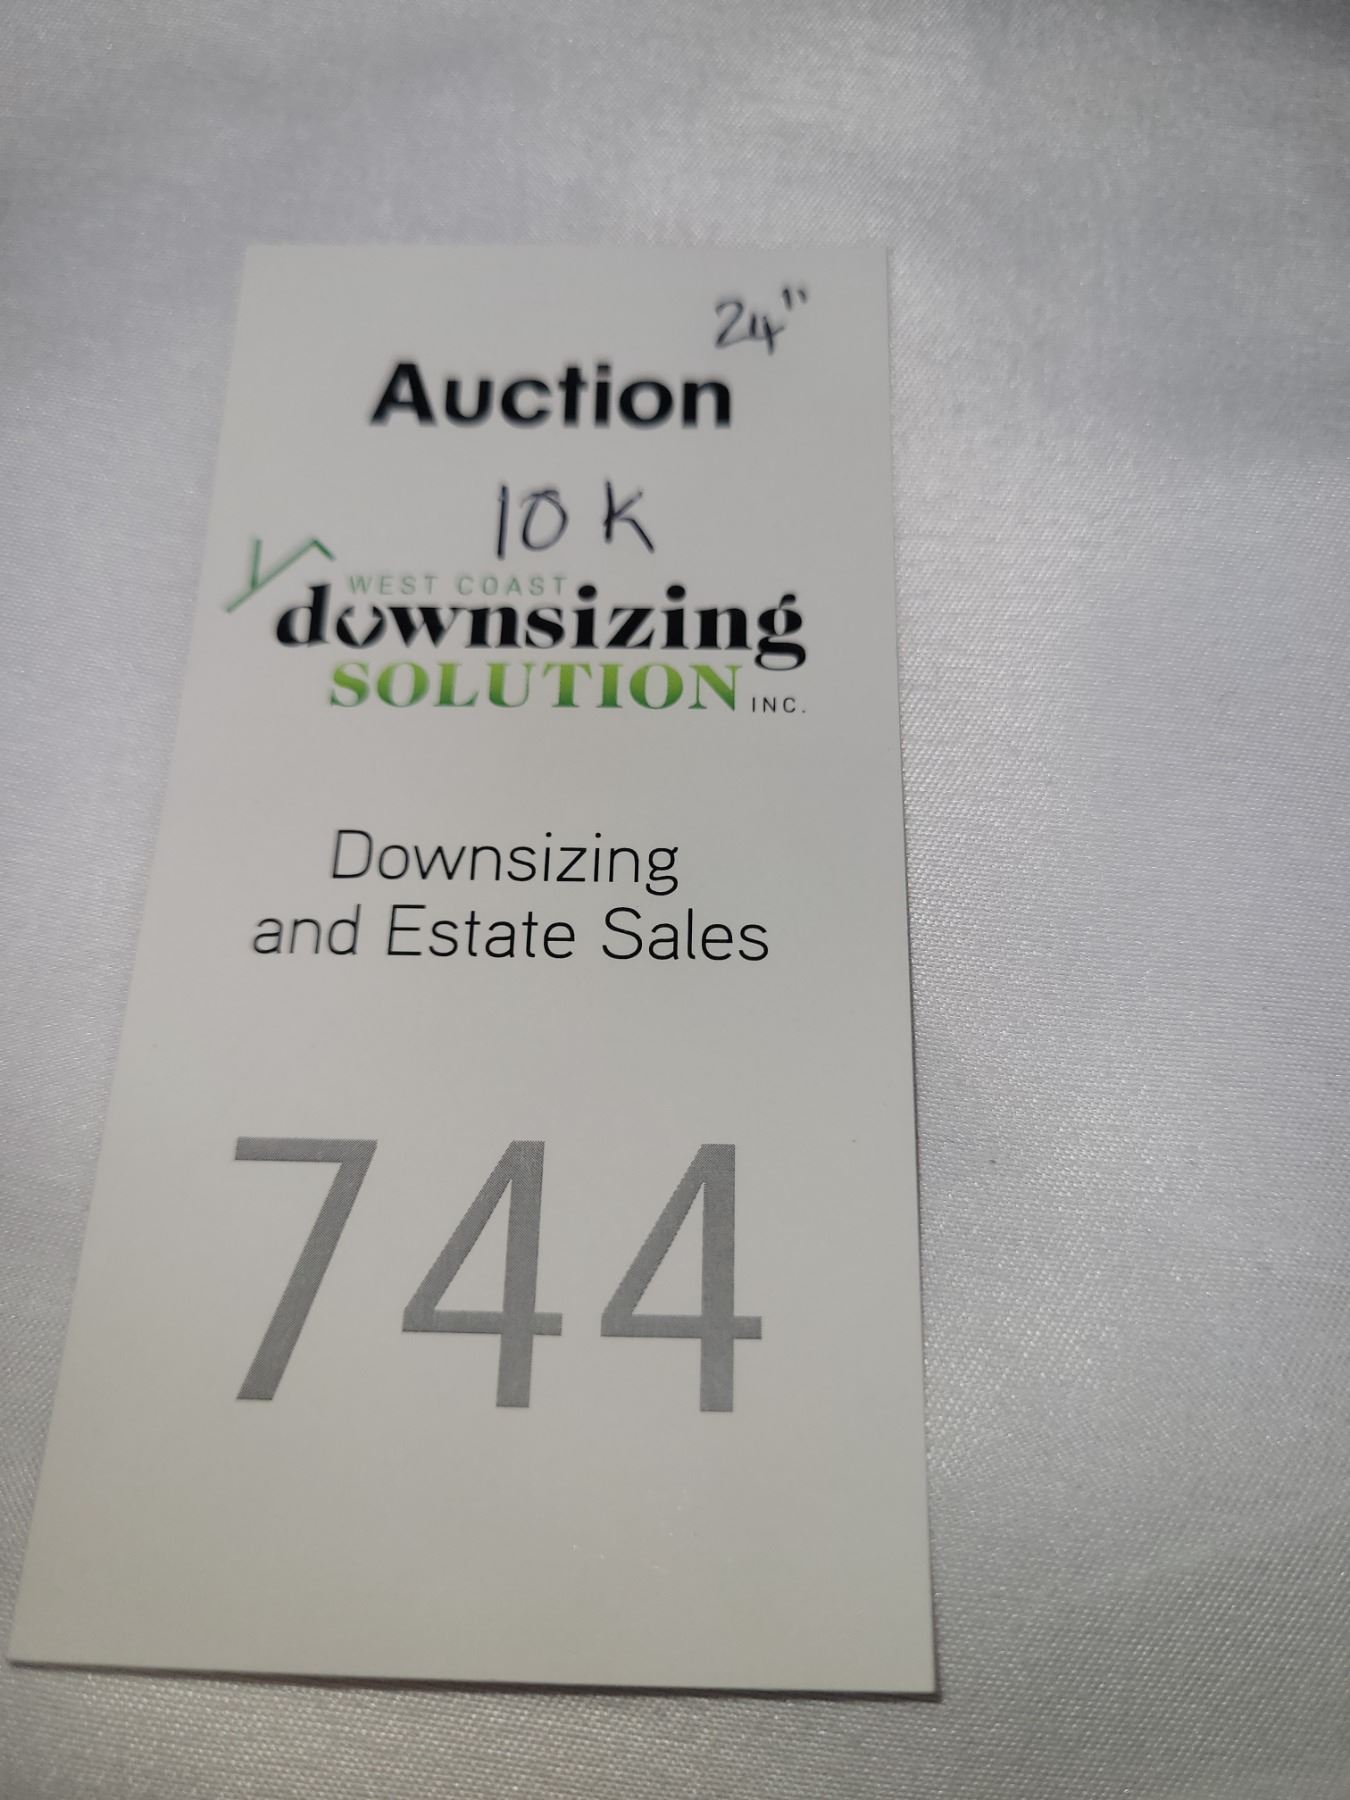 24"
Auction
10 K
WEST COAST
downsizing
SOLUTION INC.
Downsizing
and Estate Sales
744